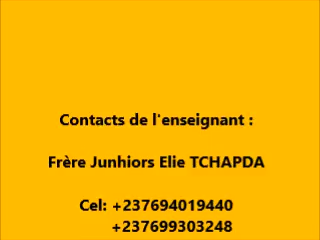 Contacts de l'enseignant :
Frère Junhiors Elie TCHAPDA
Cel: +237694019440
+237699303248